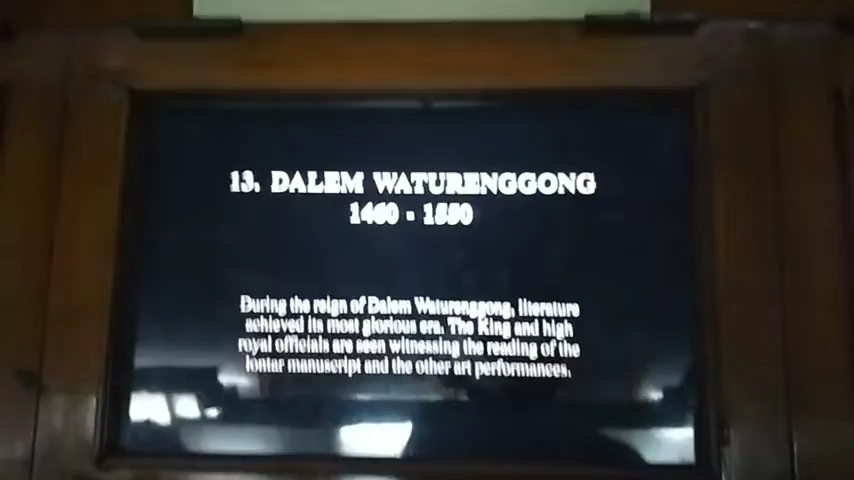 13. DALEM WATURENGGONG
1460 - 1550
During the reign of Dalem Waturenggong, literature
achieved its most glorious era. The King and high
royal officials are seen witnessing the reading of the
lontar manuscript and the other art performances.